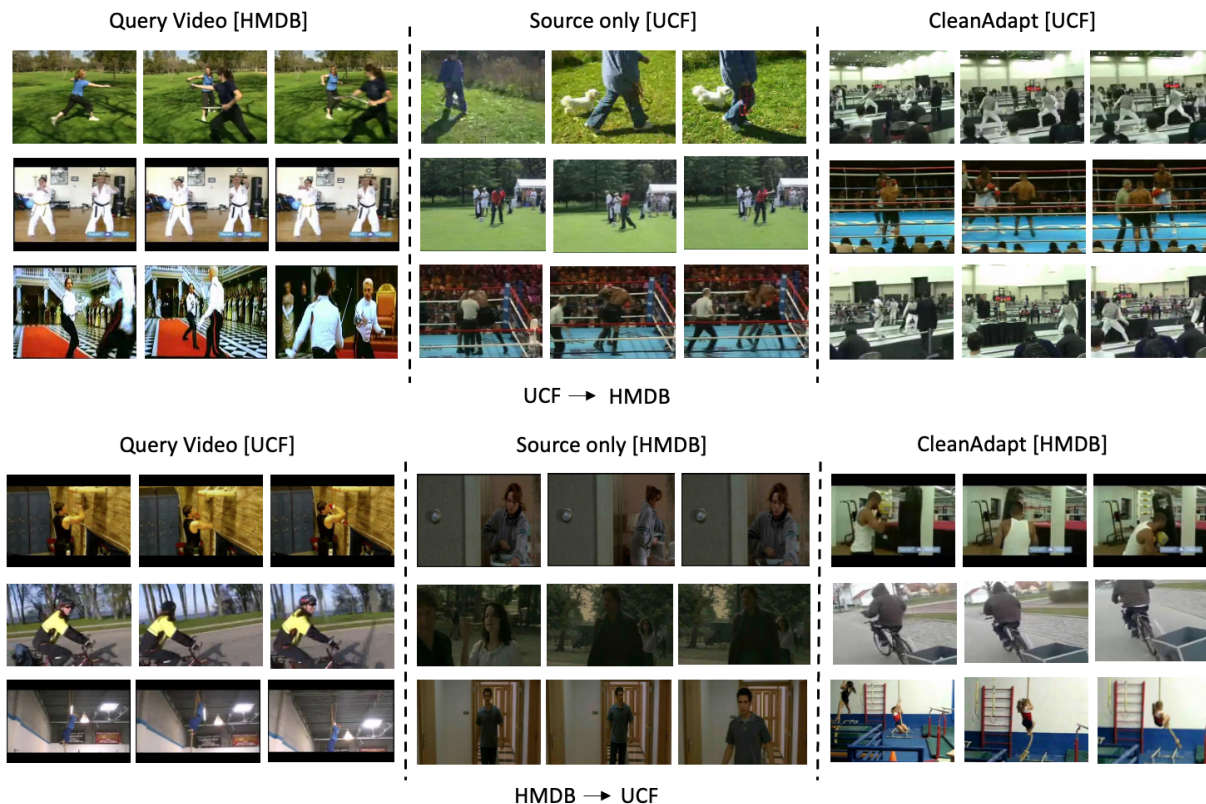 Query Video [HMDB]
Source only [UCF]
CleanAdapt [UCF]
UCF → HMDB
Query Video [UCF]
Source only [HMDB]
CleanAdapt [HMDB]
HMDB → UCF